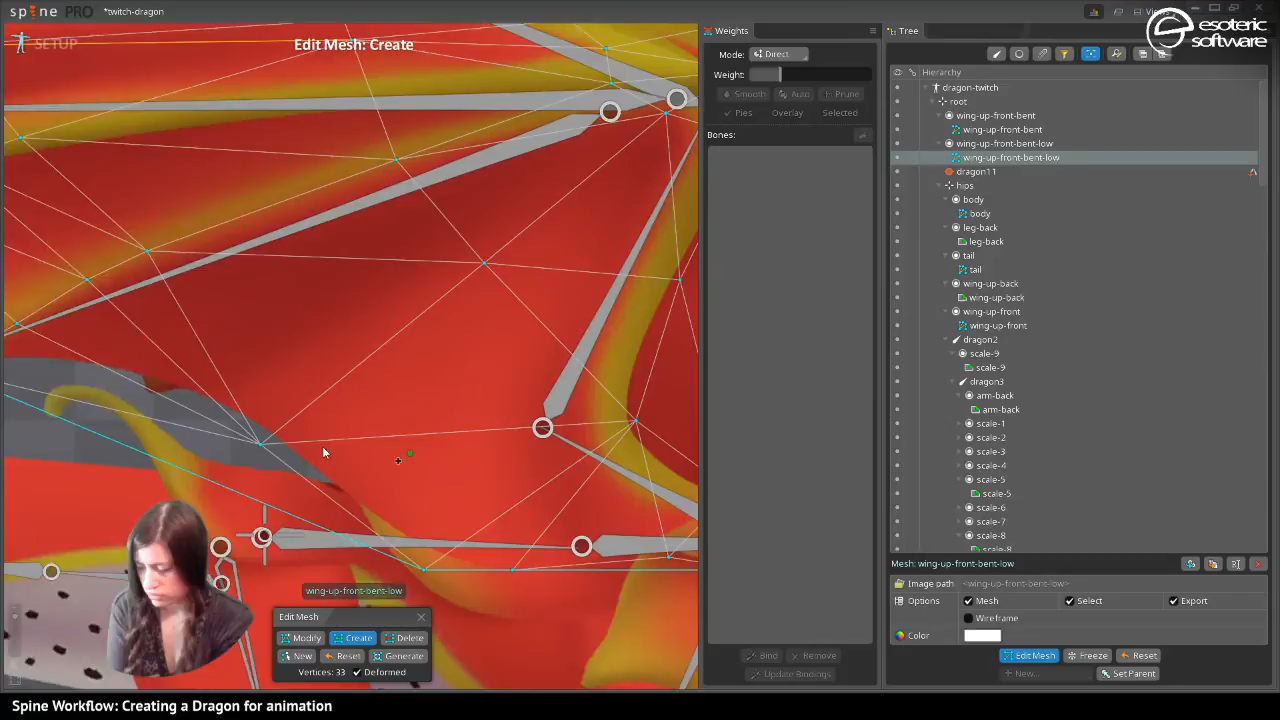 spine PRO
*twitch-dragon
Views
esoteric
software
SETUP
Edit Mesh: Create
wing-up-front-bent-low
Edit Mesh
Modify
Create
Delete
New
Reset
Generate
Vertices: 33
Deformed
Weights
Mode:
Direct
Weight:
Smooth
Auto
Prune
Pies
Overlay
Selected
Bones:
Bind
Remove
Update Bindings
Tree
Hierarchy
dragon-twitch
root
wing-up-front-bent
wing-up-front-bent
wing-up-front-bent-low
wing-up-front-bent-low
dragon11
hips
body
body
leg-back
leg-back
tail
tail
wing-up-back
wing-up-back
wing-up-front
wing-up-front
dragon2
scale-9
scale-9
dragon3
arm-back
arm-back
scale-1
scale-2
scale-3
scale-4
scale-5
scale-5
scale-6
scale-7
scale-8
scale-8
Mesh: wing-up-front-bent-low
Image path
<wing-up-front-bent-low>
Options
Mesh
Select
Export
Wireframe
Color
Edit Mesh
Freeze
Reset
New...
Set Parent
Spine Workflow: Creating a Dragon for animation